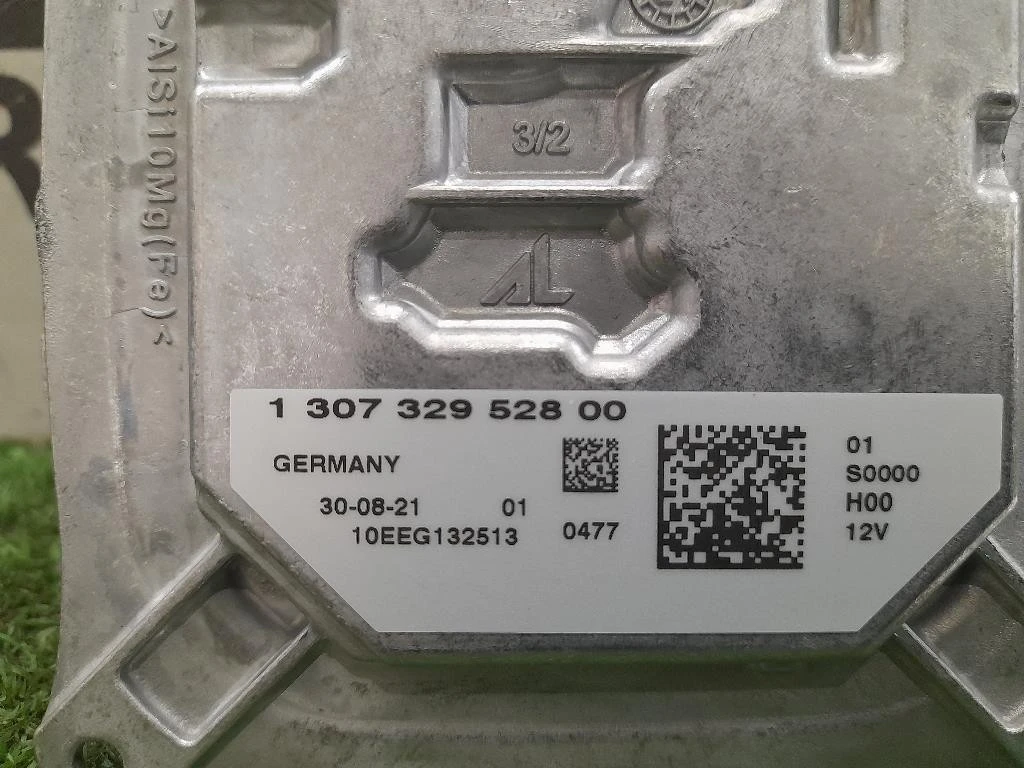 >AlSi10Mg(Fe)<
3/2
AL
1 307 329 528 00
GERMANY
30-08-21 01
10EEG132513
0477
01
S0000
H00
12V
R